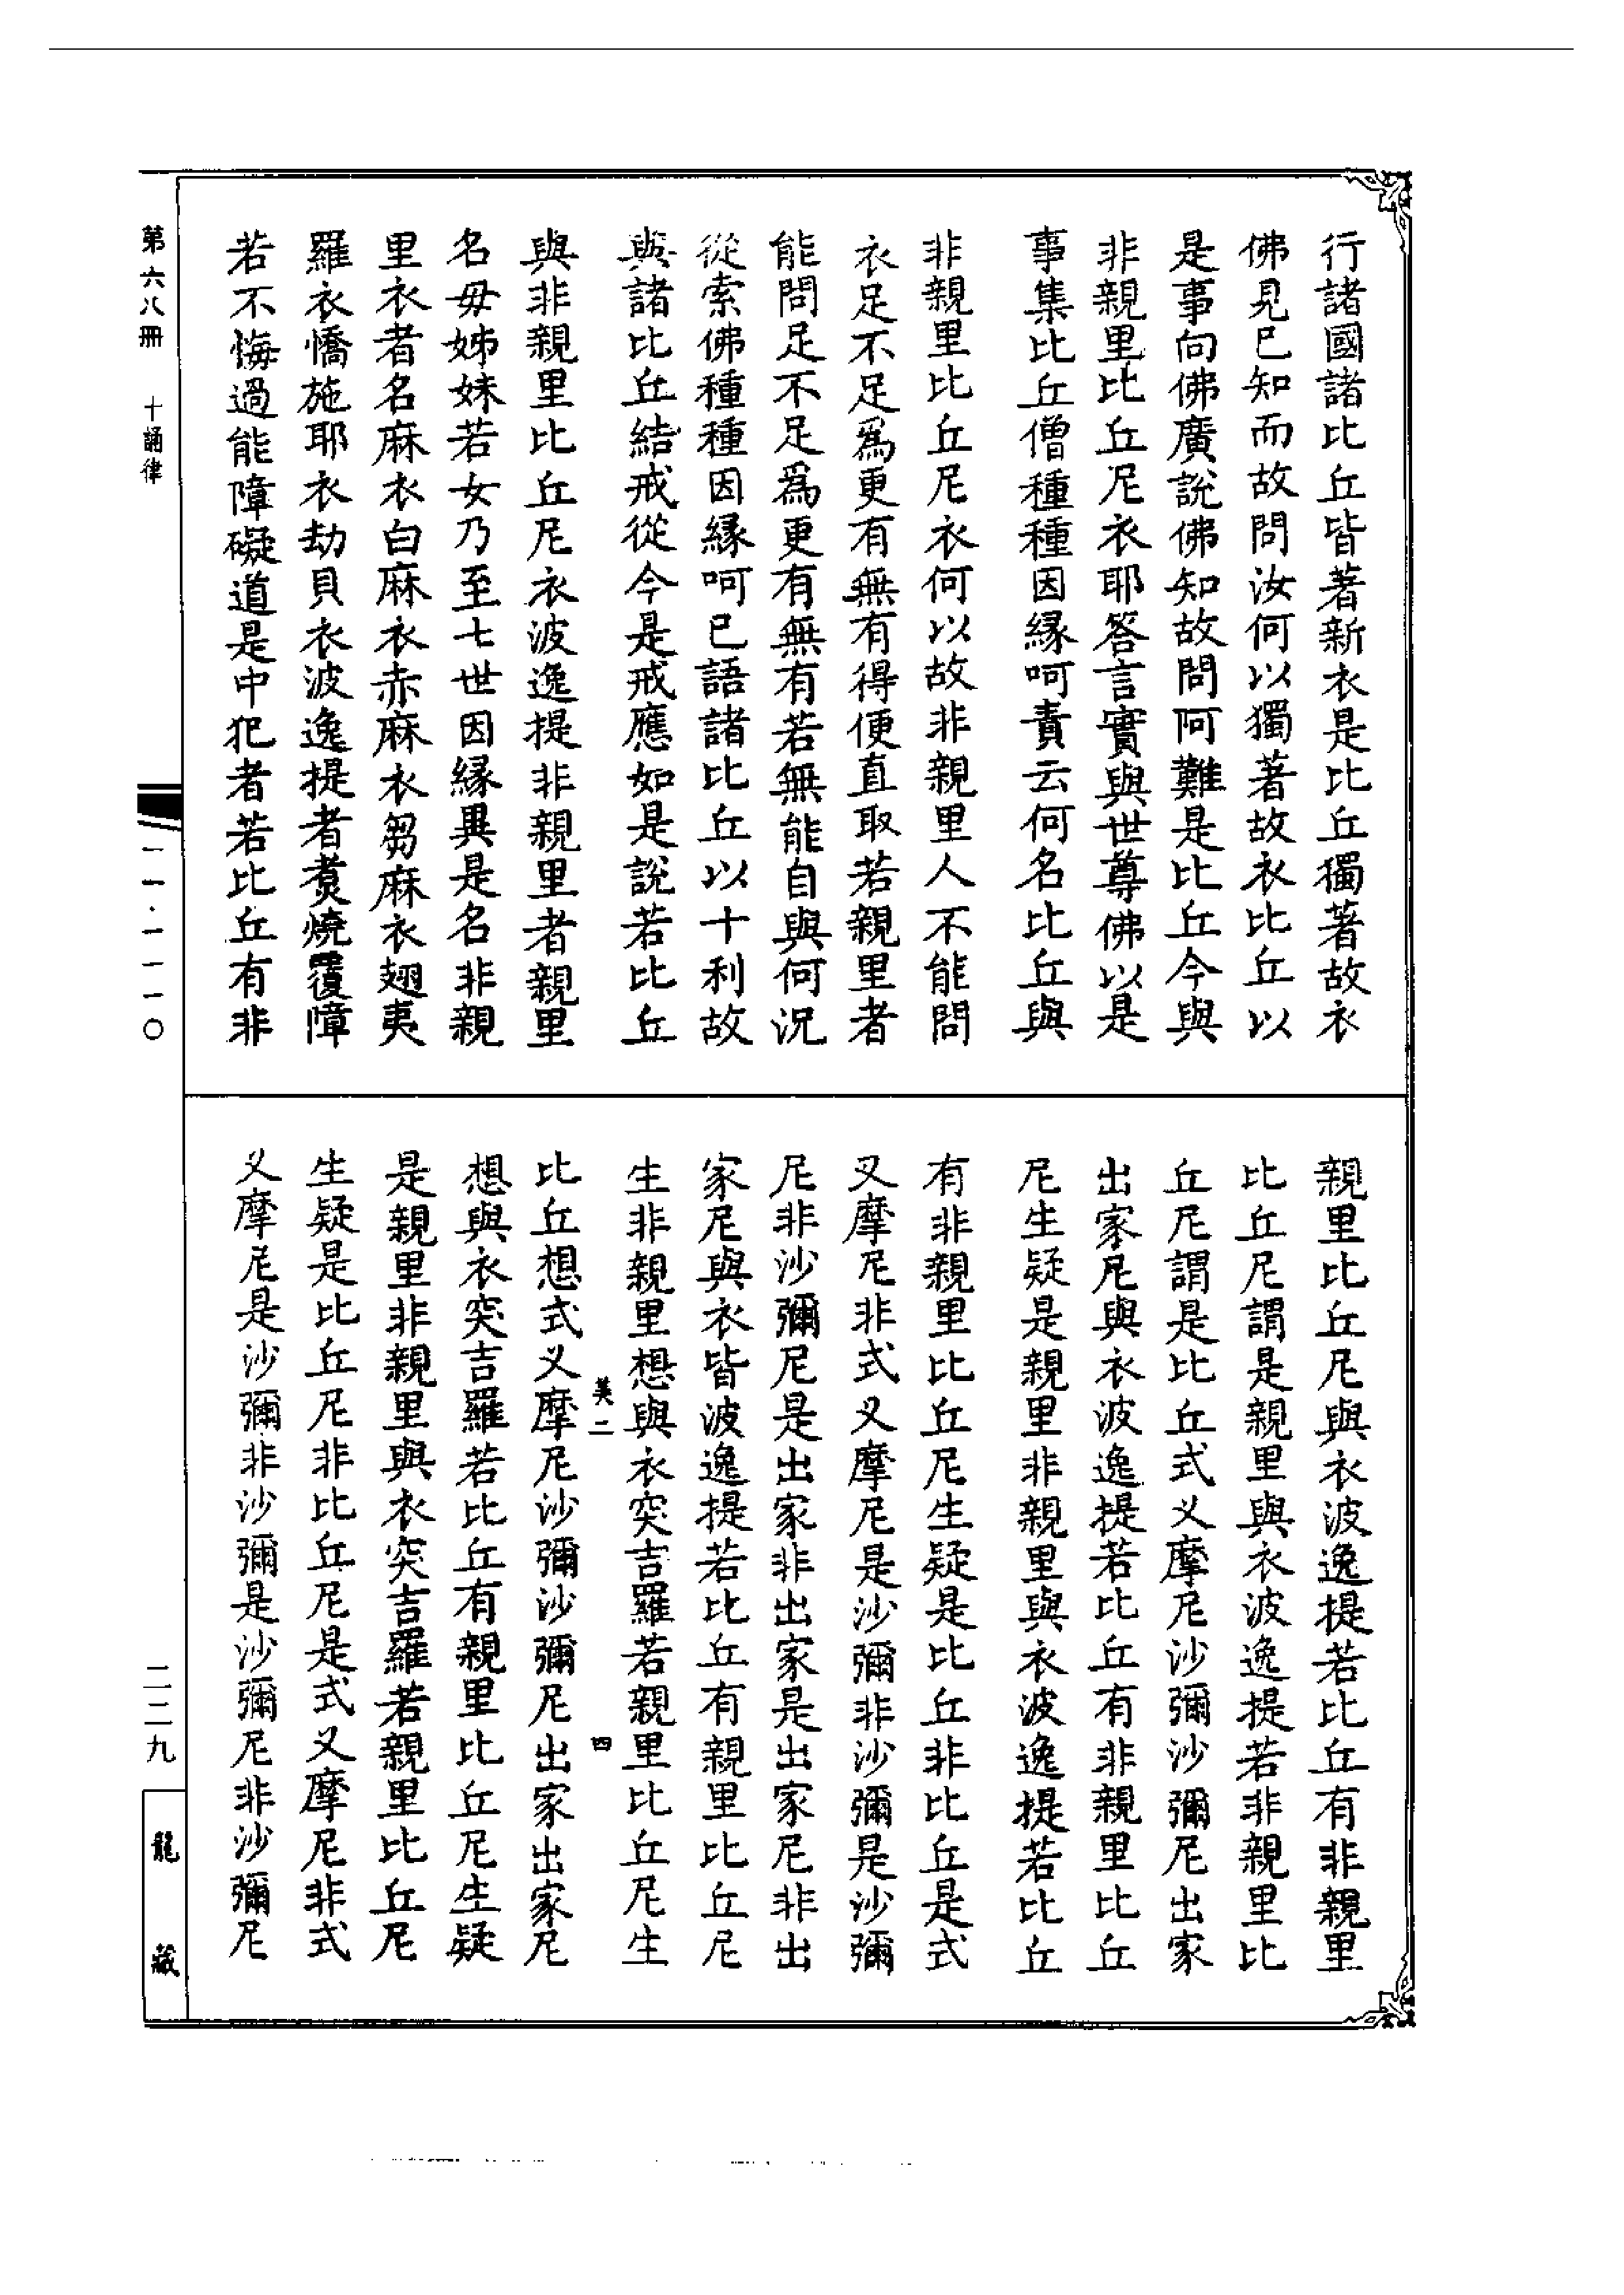 行諸國諸比丘皆著新衣是比丘獨著故衣
佛見已知而故問汝何以獨著故衣比丘以
是事向佛廣說佛知故問阿難是比丘今與
非親里比丘尼衣耶答言實與世尊佛以是
事集比丘僧種種因緣呵責云何名比丘與
非親里比丘尼衣何以故非親里人不能問
衣足不足爲更有無有得便直取若親里者
能問足不足爲更有無有若無能自與何況
從索佛種種因緣呵已語諸比丘以十利故
與諸比丘結戒從今是戒應如是說若比丘
與非親里比丘尼衣波逸提非親里者親里
名毋姊妹若女乃至七世因緣異是名非親
里衣者名麻衣白麻衣赤麻衣芻麻衣翅夷
羅衣憍施耶衣劫貝衣波逸提者煑燒覆障
若不悔過能障礙道是中犯者若比丘有非
親里比丘尼與衣波逸提若比丘有非親里
比丘尼謂是親里與衣波逸提若非親里比
丘尼謂是比丘式叉摩尼沙彌沙彌尼出家
出家尼與衣波逸提若比丘有非親里比丘
尼生疑是親里非親里與衣波逸提若比丘
有非親里比丘尼生疑是比丘非比丘是式
叉摩尼非式叉摩尼是沙彌非沙彌是沙彌
尼非沙彌尼是出家非出家是出家尼非出
家尼與衣皆波逸提若比丘有親里比丘尼
生非親里想與衣突吉羅若親里比丘尼生
美二 四
比丘想式叉摩尼沙彌沙彌尼出家出家尼
想與衣突吉羅若比丘有親里比丘尼生疑
是親里非親里與衣突吉羅若親里比丘尼
生疑是比丘尼非比丘尼是式叉摩尼非式
叉摩尼是沙彌非沙彌是沙彌尼非沙彌尼
第六八冊 十誦律
一一·一一一〇
二二九
龍藏